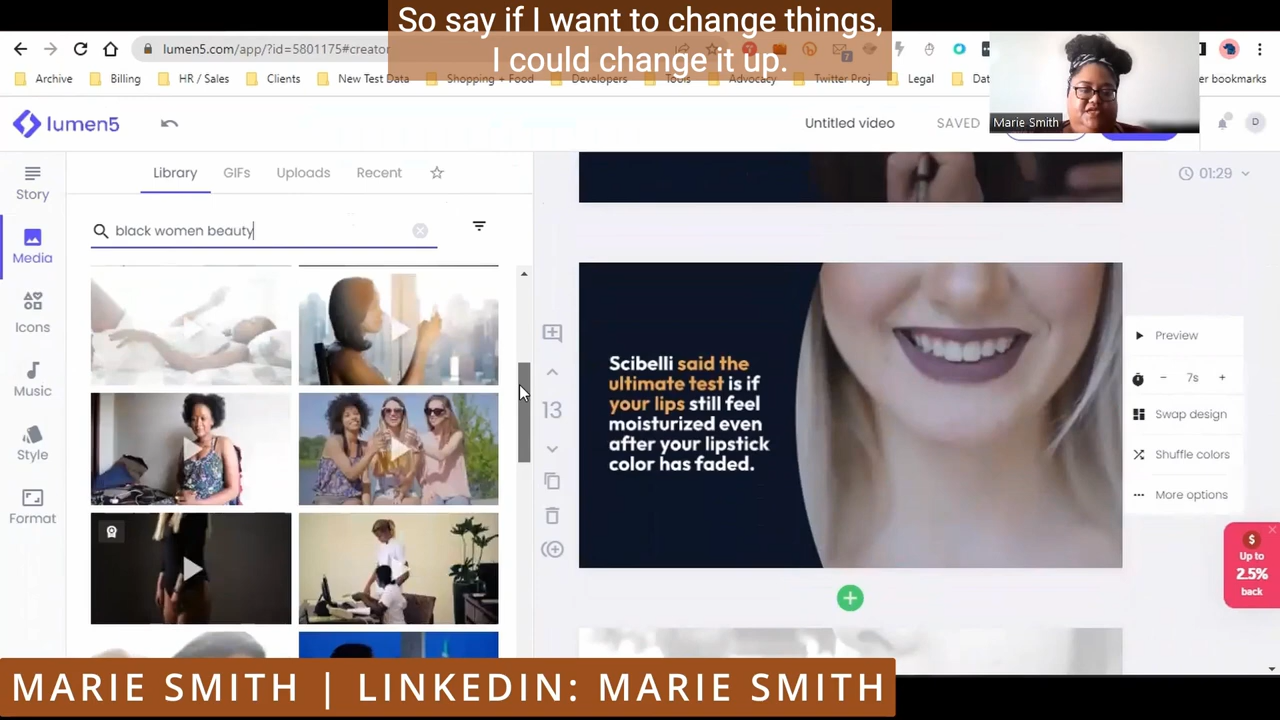 So say if I want to change things,
I could change it up.
lumen5.com/app/?id=5801175#creator
Archive
Billing
HR / Sales
Clients
New Test Data
Shopping + Food
Developers
Tools
Advocacy
Twitter Proj
Legal
er bookmarks
lumen5
Untitled video
SAVED
Marie Smith
D
Story
Media
Icons
Music
Style
Format
Library
GIFs
Uploads
Recent
black women beauty
01:29
13
Scibelli said the
ultimate test is if
your lips still feel
moisturized even
after your lipstick
color has faded.
Preview
− 7s +
Swap design
Shuffle colors
More options
$
Up to
2.5%
back
MARIE SMITH | LINKEDIN: MARIE SMITH